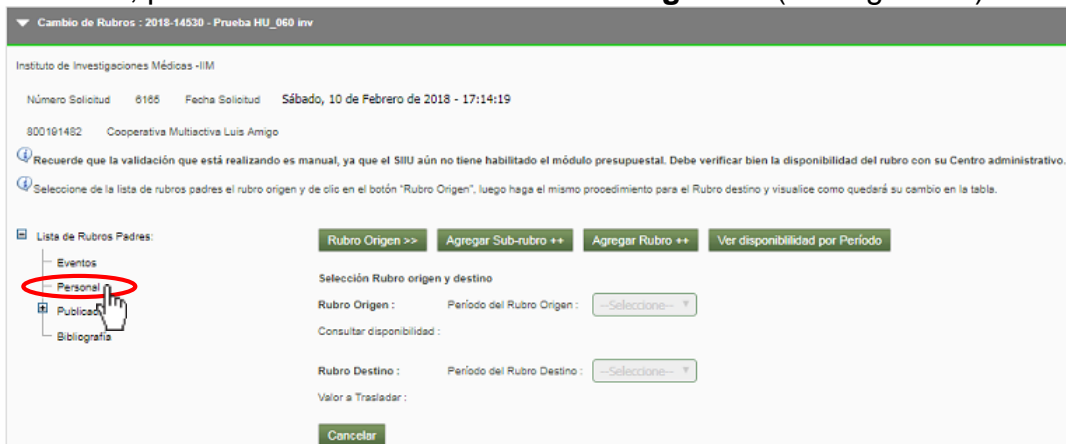 Cambio de Rubros : 2018-14530 - Prueba HU_060 inv
Instituto de Investigaciones Médicas -IIM
Número Solicitud 6165 Fecha Solicitud Sábado, 10 de Febrero de 2018 - 17:14:19
800191482 Cooperativa Multiactiva Luis Amigo
Recuerde que la validación que está realizando es manual, ya que el SIIU aún no tiene habilitado el módulo presupuestal. Debe verificar bien la disponibilidad del rubro con su Centro administrativo.
Seleccione de la lista de rubros padres el rubro origen y de clic en el botón "Rubro Origen", luego haga el mismo procedimiento para el Rubro destino y visualice como quedará su cambio en la tabla.
Lista de Rubros Padres:
Eventos
Personal
Bibliografía
Rubro Origen >> Agregar Sub-rubro ++ Agregar Rubro ++ Ver disponiblilidad por Período
Selección Rubro origen y destino
Rubro Origen : Período del Rubro Origen : --Seleccione--
Consultar disponibilidad :
Rubro Destino : Período del Rubro Destino : --Seleccione--
Valor a Trasladar :
Cancelar